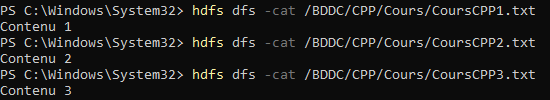 PS C:\Windows\System32> hdfs dfs -cat /BDDC/CPP/Cours/CoursCPP1.txt
Contenu 1
PS C:\Windows\System32> hdfs dfs -cat /BDDC/CPP/Cours/CoursCPP2.txt
Contenu 2
PS C:\Windows\System32> hdfs dfs -cat /BDDC/CPP/Cours/CoursCPP3.txt
Contenu 3